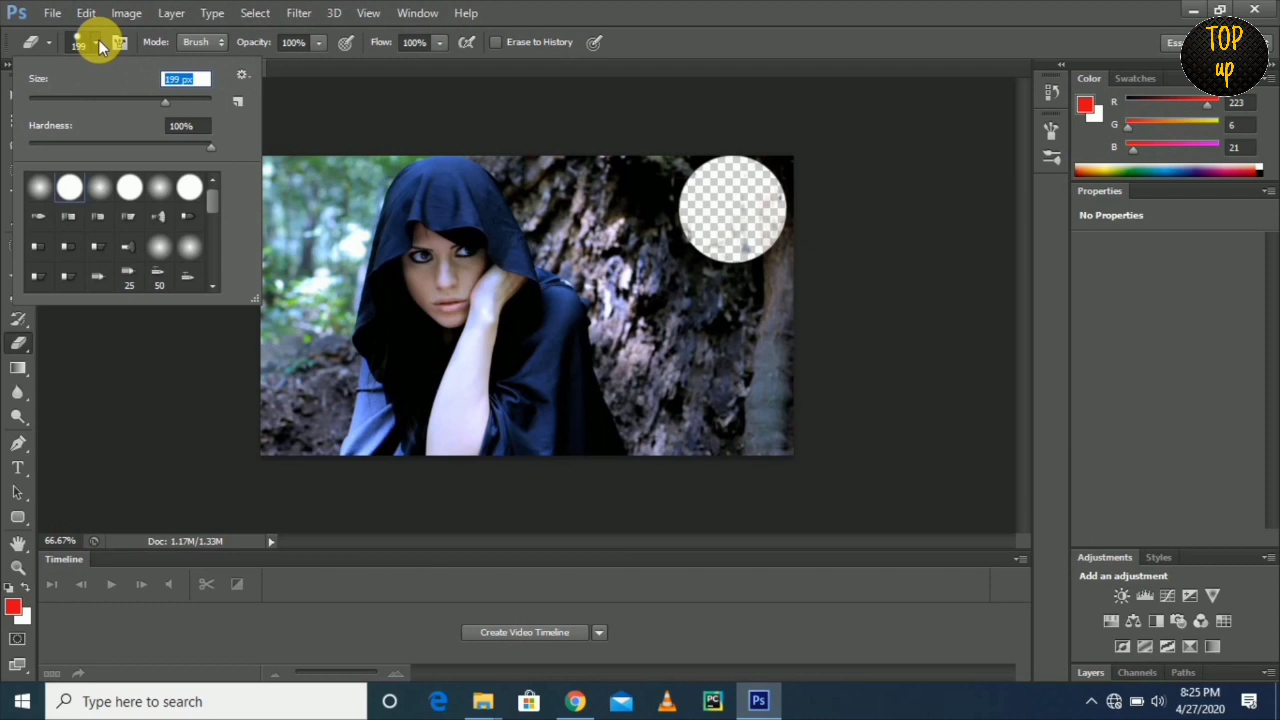 Ps File Edit Image Layer Type Select Filter 3D View Window Help
199 Mode: Brush Opacity: 100% Flow: 100% Erase to History
TOP
up
Size: 199 px
Hardness: 100%
25 50
Color Swatches
R 223
G 6
B 21
Properties
No Properties
66.67% Doc: 1.17M/1.33M
Timeline
Create Video Timeline
Adjustments Styles
Add an adjustment
Layers Channels Paths
Type here to search
8:25 PM
4/27/2020